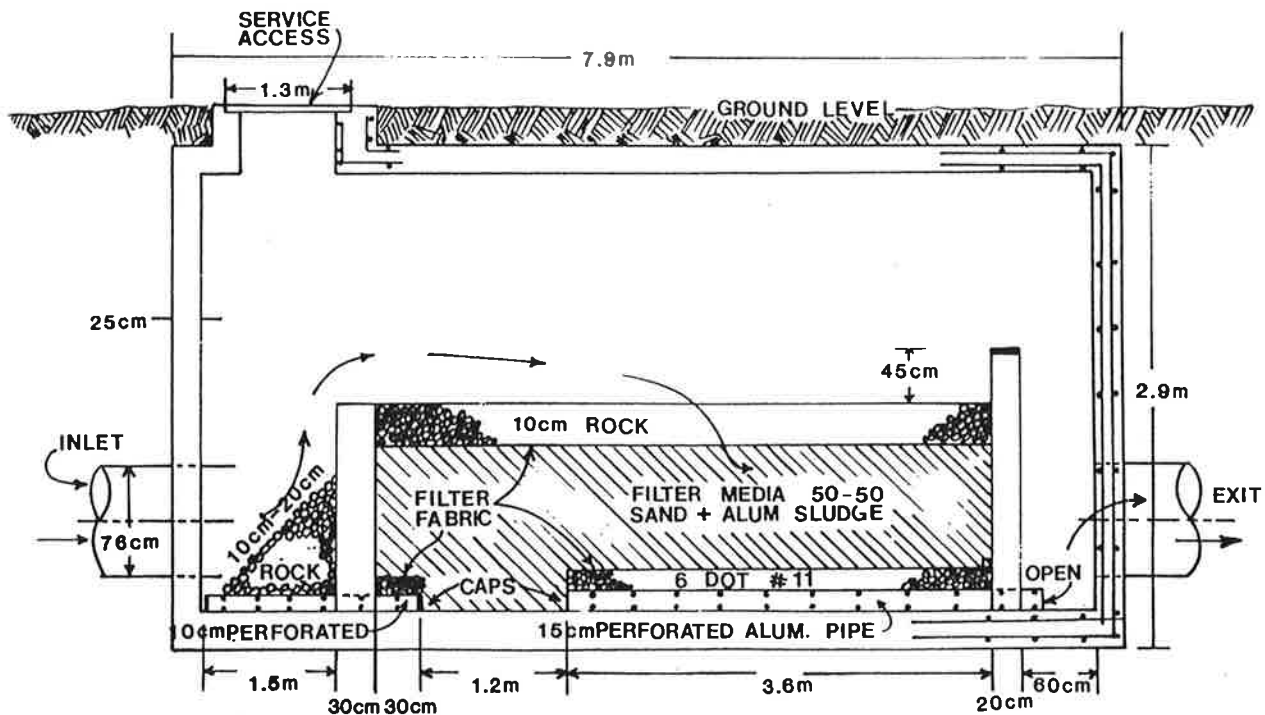 SERVICE
ACCESS
7.9m
1.3m
GROUND LEVEL
25cm
45cm
2.9m
10cm ROCK
INLET
10cm-20cm
FILTER
FABRIC
FILTER MEDIA 50-50
SAND + ALUM SLUDGE
EXIT
76cm
ROCK
CAPS
6 DOT #11
OPEN
10cm PERFORATED
15cm PERFORATED ALUM. PIPE
1.5m
30cm
30cm
1.2m
3.6m
20cm
60cm